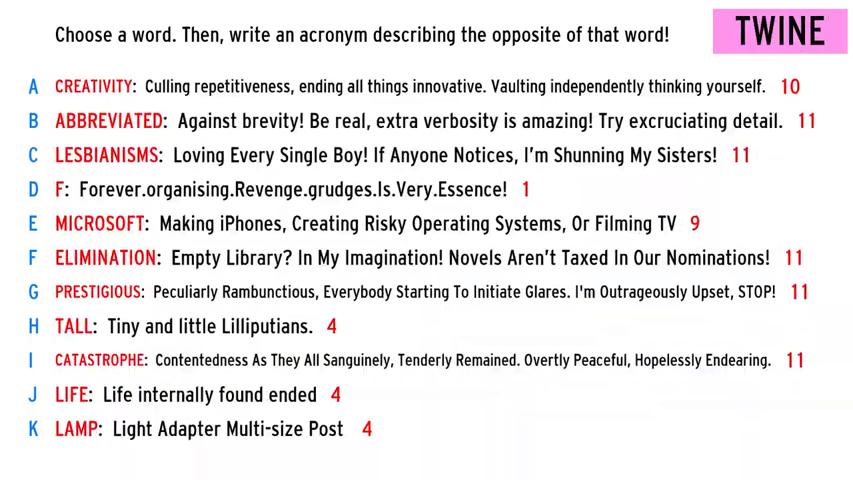 Choose a word. Then, write an acronym describing the opposite of that word!
TWINE
A CREATIVITY: Culling repetitiveness, ending all things innovative. Vaulting independently thinking yourself. 10
B ABBREVIATED: Against brevity! Be real, extra verbosity is amazing! Try excruciating detail. 11
C LESBIANISMS: Loving Every Single Boy! If Anyone Notices, I'm Shunning My Sisters! 11
D F: Forever.organising.Revenge.grudges.Is.Very.Essence! 1
E MICROSOFT: Making iPhones, Creating Risky Operating Systems, Or Filming TV 9
F ELIMINATION: Empty Library? In My Imagination! Novels Aren't Taxed In Our Nominations! 11
G PRESTIGIOUS: Peculiarly Rambunctious, Everybody Starting To Initiate Glares. I'm Outrageously Upset, STOP! 11
H TALL: Tiny and little Lilliputians. 4
I CATASTROPHE: Contentedness As They All Sanguinely, Tenderly Remained. Overtly Peaceful, Hopelessly Endearing. 11
J LIFE: Life internally found ended 4
K LAMP: Light Adapter Multi-size Post 4